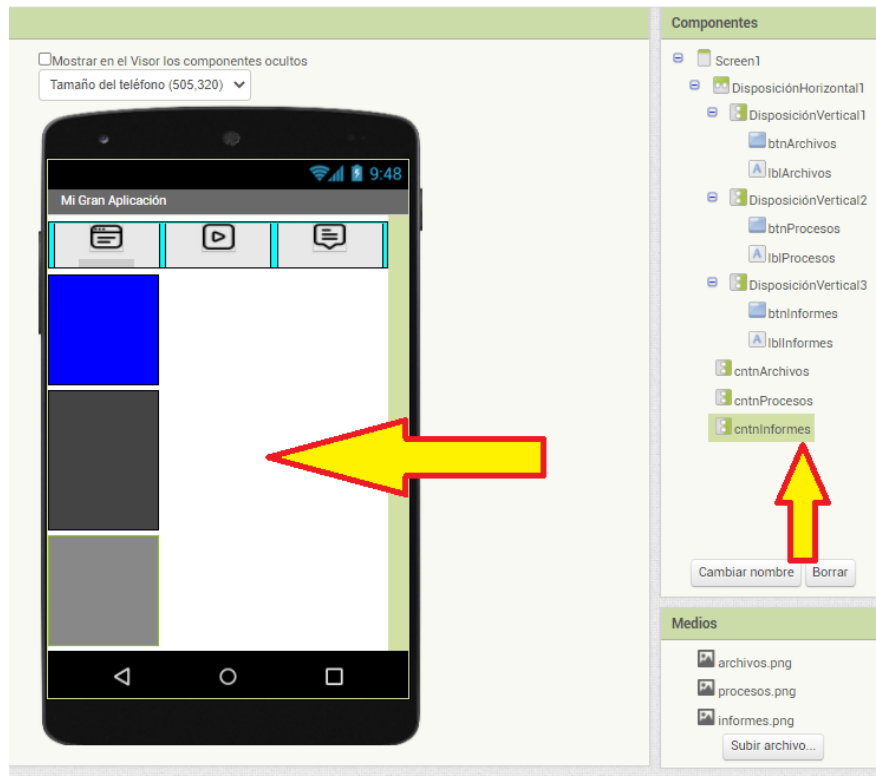 Componentes
Mostrar en el Visor los componentes ocultos
Tamaño del teléfono (505,320)
9:48
Mi Gran Aplicación
Screen1
DisposiciónHorizontal1
DisposiciónVertical1
btnArchivos
lblArchivos
DisposiciónVertical2
btnProcesos
lblProcesos
DisposiciónVertical3
btnInformes
lblInformes
cntnArchivos
cntnProcesos
cntnInformes
Cambiar nombre Borrar
Medios
archivos.png
procesos.png
informes.png
Subir archivo...